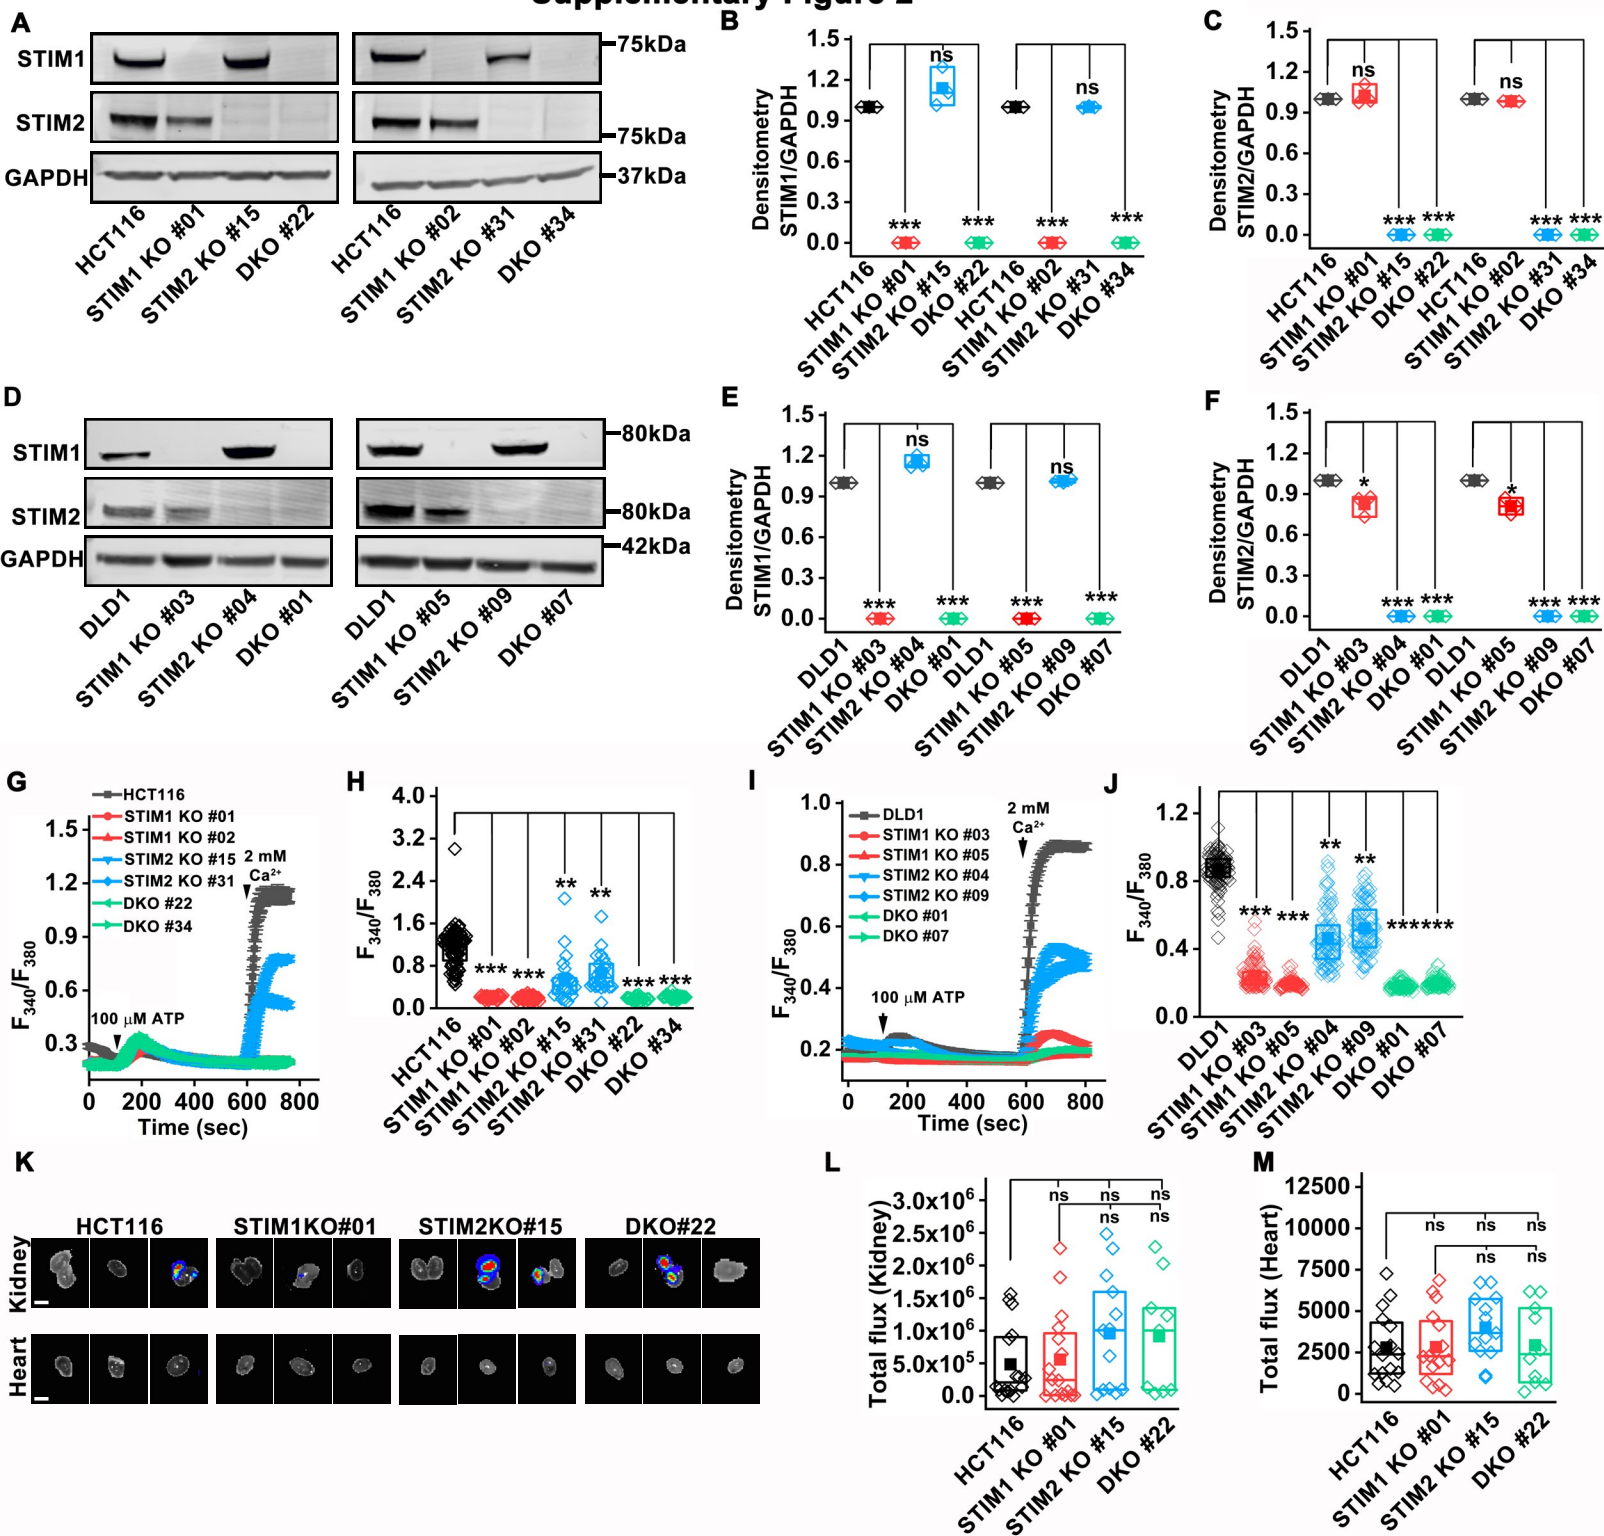 Supplementary Figure 2
A
STIM1
STIM2
GAPDH
75kDa
75kDa
37kDa
HCT116
STIM1 KO #01
STIM2 KO #15
DKO #22
HCT116
STIM1 KO #02
STIM2 KO #31
DKO #34
B
Densitometry
STIM1/GAPDH
1.5
1.2
0.9
0.6
0.3
0.0
***
ns
***
***
ns
***
HCT116
STIM1 KO #01
STIM2 KO #15
DKO #22
HCT116
STIM1 KO #02
STIM2 KO #31
DKO #34
C
Densitometry
STIM2/GAPDH
1.5
1.2
0.9
0.6
0.3
0.0
ns
***
***
ns
***
***
HCT116
STIM1 KO #01
STIM2 KO #15
DKO #22
HCT116
STIM1 KO #02
STIM2 KO #31
DKO #34
D
STIM1
STIM2
GAPDH
80kDa
80kDa
42kDa
DLD1
STIM1 KO #03
STIM2 KO #04
DKO #01
DLD1
STIM1 KO #05
STIM2 KO #09
DKO #07
E
Densitometry
STIM1/GAPDH
1.5
1.2
0.9
0.6
0.3
0.0
***
ns
***
***
ns
***
DLD1
STIM1 KO #03
STIM2 KO #04
DKO #01
DLD1
STIM1 KO #05
STIM2 KO #09
DKO #07
F
Densitometry
STIM2/GAPDH
1.5
1.2
0.9
0.6
0.3
0.0
*
***
***
*
***
***
DLD1
STIM1 KO #03
STIM2 KO #04
DKO #01
DLD1
STIM1 KO #05
STIM2 KO #09
DKO #07
G
HCT116
STIM1 KO #01
STIM1 KO #02
STIM2 KO #15
STIM2 KO #31
DKO #22
DKO #34
2 mM
Ca2+
100 µM ATP
F340/F380
1.5
1.2
0.9
0.6
0.3
0 200 400 600 800
Time (sec)
H
F340/F380
4.0
3.2
2.4
1.6
0.8
0.0
***
***
**
**
***
***
HCT116
STIM1 KO #01
STIM1 KO #02
STIM2 KO #15
STIM2 KO #31
DKO #22
DKO #34
I
DLD1
STIM1 KO #03
STIM1 KO #05
STIM2 KO #04
STIM2 KO #09
DKO #01
DKO #07
2 mM
Ca2+
100 µM ATP
F340/F380
1.0
0.8
0.6
0.4
0.2
0 200 400 600 800
Time (sec)
J
F340/F380
1.2
0.8
0.4
0.0
***
***
**
**
***
***
DLD1
STIM1 KO #03
STIM1 KO #05
STIM2 KO #04
STIM2 KO #09
DKO #01
DKO #07
K
HCT116 STIM1KO#01 STIM2KO#15 DKO#22
Kidney
Heart
L
Total flux (Kidney)
3.0x10⁶
2.5x10⁶
2.0x10⁶
1.5x10⁶
1.0x10⁶
5.0x10⁵
0.0
ns ns ns
ns ns
HCT116
STIM1 KO #01
STIM2 KO #15
DKO #22
M
Total flux (Heart)
12500
10000
7500
5000
2500
0
ns ns ns
ns ns
HCT116
STIM1 KO #01
STIM2 KO #15
DKO #22